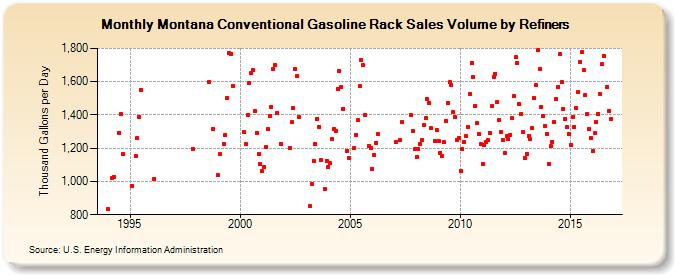 Monthly Montana Conventional Gasoline Rack Sales Volume by Refiners
Thousand Gallons per Day
1,800
1,600
1,400
1,200
1,000
800
1995 2000 2005 2010 2015
Source: U.S. Energy Information Administration